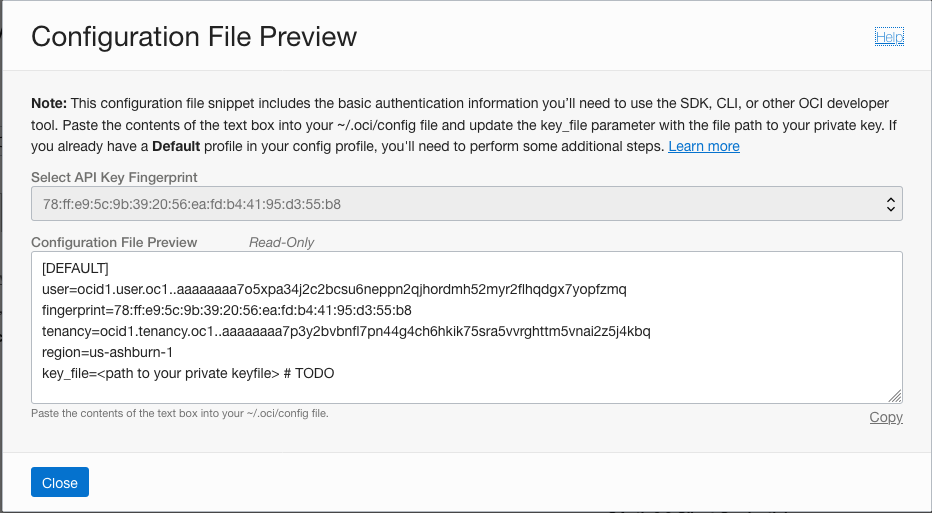 Configuration File Preview
Help
Note: This configuration file snippet includes the basic authentication information you'll need to use the SDK, CLI, or other OCI developer
tool. Paste the contents of the text box into your ~/.oci/config file and update the key_file parameter with the file path to your private key. If
you already have a Default profile in your config profile, you'll need to perform some additional steps. Learn more
Select API Key Fingerprint
78:ff:e9:5c:9b:39:20:56:ea:fd:b4:41:95:d3:55:b8
Configuration File Preview Read-Only
[DEFAULT]
user=ocid1.user.oc1..aaaaaaaa7o5xpa34j2c2bcsu6neppn2qjhordmh52myr2flhqdgx7yopfzmq
fingerprint=78:ff:e9:5c:9b:39:20:56:ea:fd:b4:41:95:d3:55:b8
tenancy=ocid1.tenancy.oc1..aaaaaaaa7p3y2bvbnfl7pn44g4ch6hkik75sra5vvrghttm5vnai2z5j4kbq
region=us-ashburn-1
key_file=<path to your private keyfile> # TODO
Paste the contents of the text box into your ~/.oci/config file.
Copy
Close